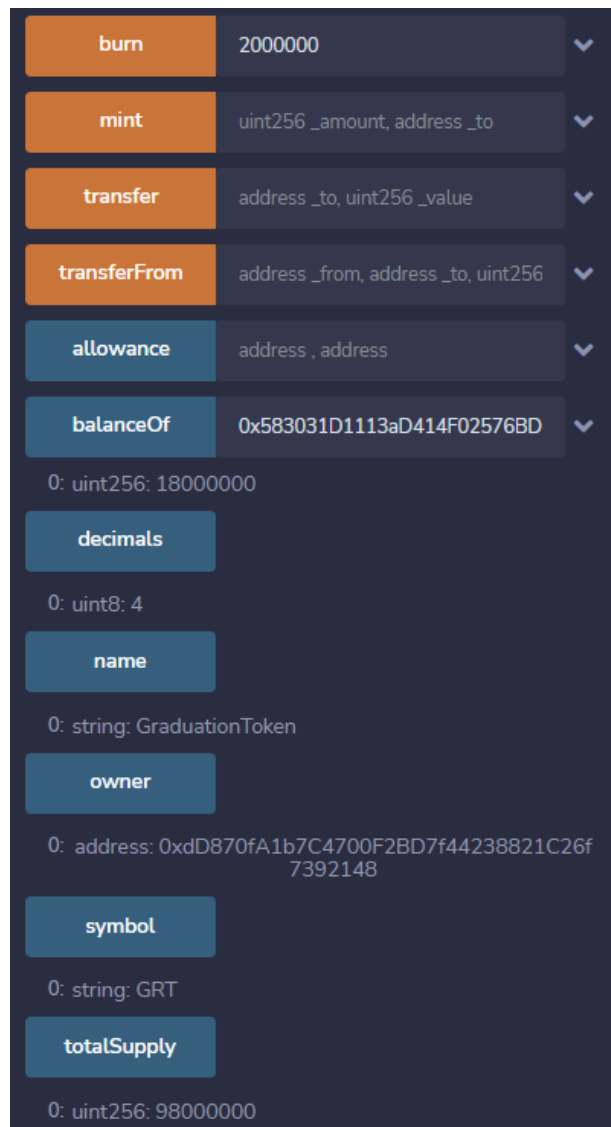 burn 2000000
mint uint256 _amount, address _to
transfer address _to, uint256 _value
transferFrom address _from, address _to, uint256
allowance address , address
balanceOf 0x583031D1113aD414F02576BD
0: uint256: 18000000
decimals
0: uint8: 4
name
0: string: GraduationToken
owner
0: address: 0xdD870fA1b7C4700F2BD7f44238821C26f
7392148
symbol
0: string: GRT
totalSupply
0: uint256: 98000000